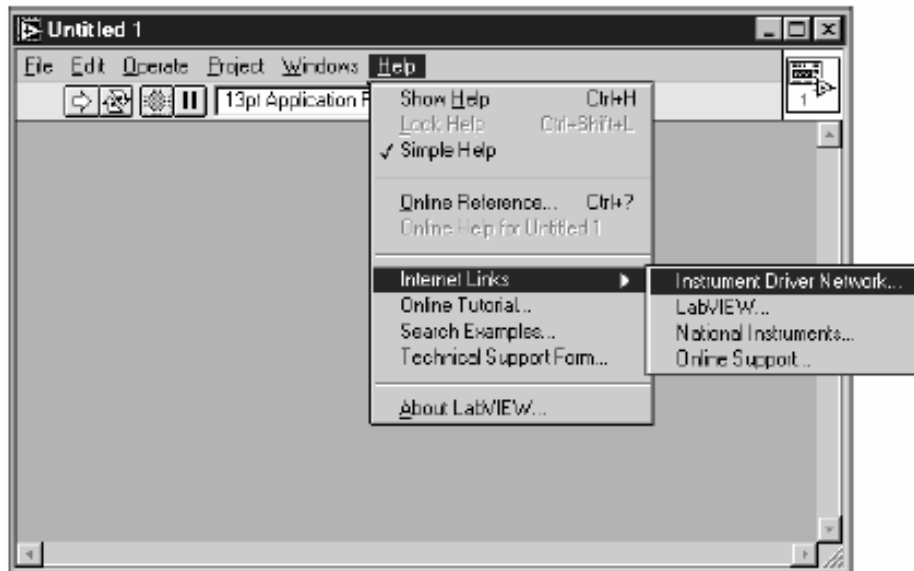 Untitled 1
File Edit Operate Project Windows Help
13pt Application F
1
Show Help Ctrl+H
Lock Help Ctrl+Shift+L
Simple Help
Online Reference... Ctrl+?
Online Help for Untitled 1
Internet Links
Instrument Driver Network...
Online Tutorial...
LabVIEW...
Search Examples...
National Instruments...
Technical Support Form...
Online Support...
About LabVIEW...